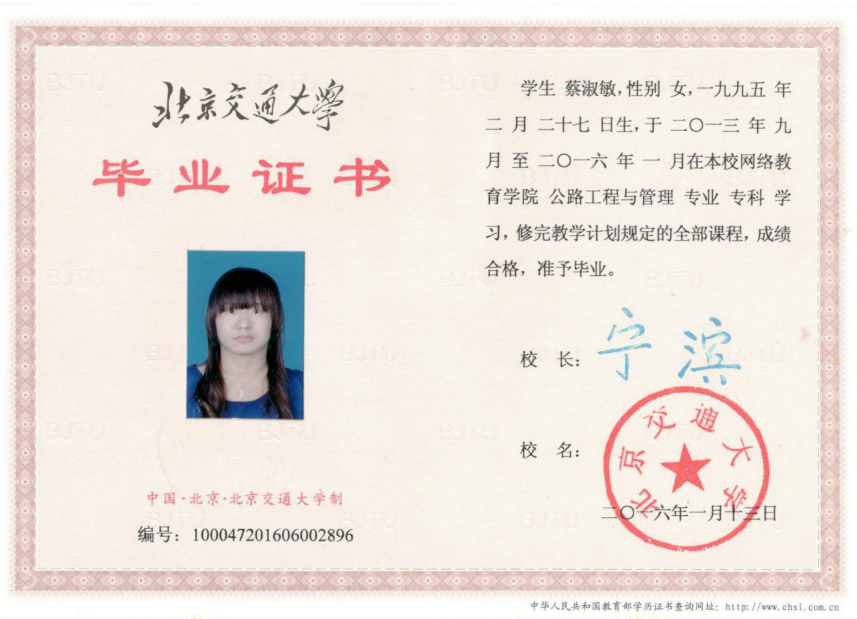 北京交通大学
毕业证书
中国·北京·北京交通大学制
编号：100047201606002896
学生 蔡淑敏，性别 女，一九九五 年
二 月 二十七 日生，于 二〇一三 年 九
月 至 二〇一六 年 一 月在本校网络教
育学院 公路工程与管理 专业 专科 学
习，修完教学计划规定的全部课程，成绩
合格，准予毕业。
校 长： 宁滨
校 名：
北京交通大学
二〇一六年一月十三日
中华人民共和国教育部学历证书查询网址：http://www.chsi.com.cn